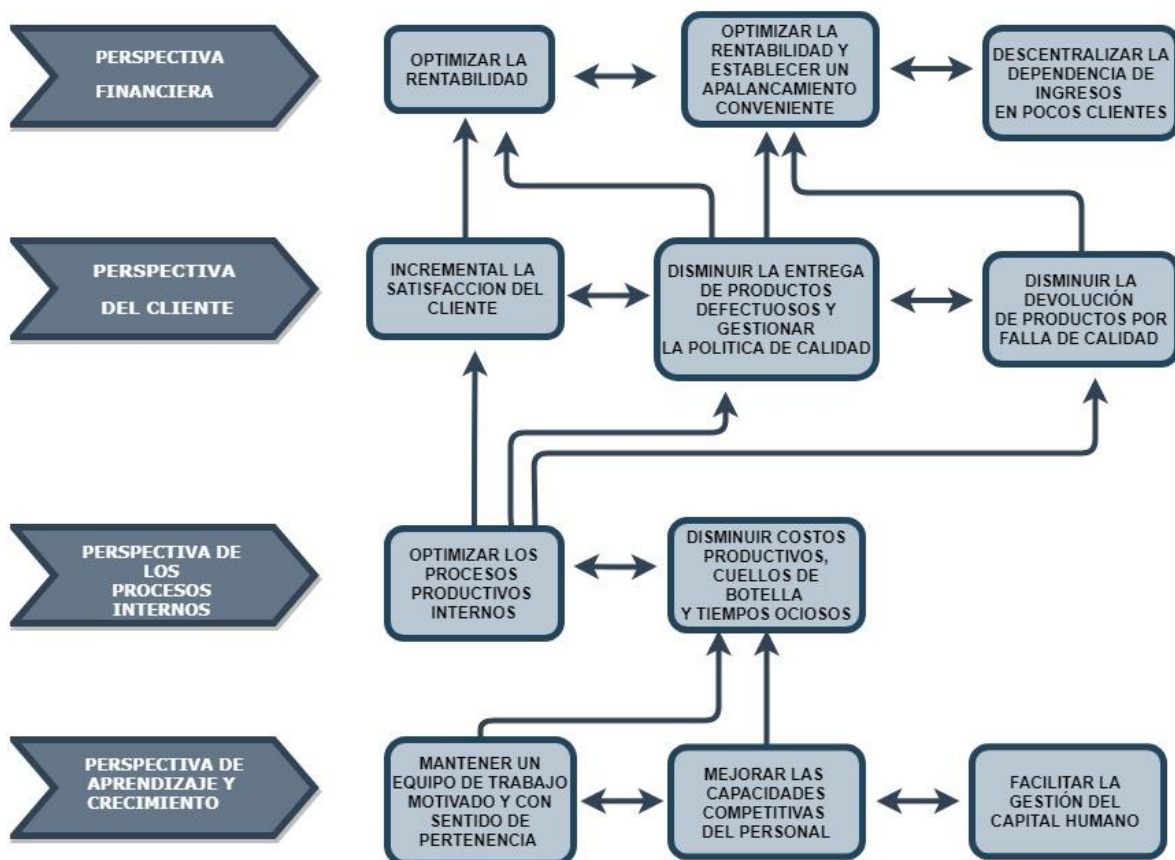 PERSPECTIVA
FINANCIERA
OPTIMIZAR LA
RENTABILIDAD
OPTIMIZAR LA
RENTABILIDAD Y
ESTABLECER UN
APALANCAMIENTO
CONVENIENTE
DESCENTRALIZAR LA
DEPENDENCIA DE
INGRESOS
EN POCOS CLIENTES
PERSPECTIVA
DEL CLIENTE
INCREMENTAL LA
SATISFACCION DEL
CLIENTE
DISMINUIR LA ENTREGA
DE PRODUCTOS
DEFECTUOSOS Y
GESTIONAR
LA POLITICA DE CALIDAD
DISMINUIR LA
DEVOLUCIÓN
DE PRODUCTOS POR
FALLA DE CALIDAD
PERSPECTIVA DE
LOS
PROCESOS
INTERNOS
OPTIMIZAR LOS
PROCESOS
PRODUCTIVOS
INTERNOS
DISMINUIR COSTOS
PRODUCTIVOS,
CUELLOS DE
BOTELLA
Y TIEMPOS OCIOSOS
PERSPECTIVA DE
APRENDIZAJE Y
CRECIMIENTO
MANTENER UN
EQUIPO DE TRABAJO
MOTIVADO Y CON
SENTIDO DE
PERTENENCIA
MEJORAR LAS
CAPACIDADES
COMPETITIVAS
DEL PERSONAL
FACILITAR LA
GESTIÓN DEL
CAPITAL HUMANO